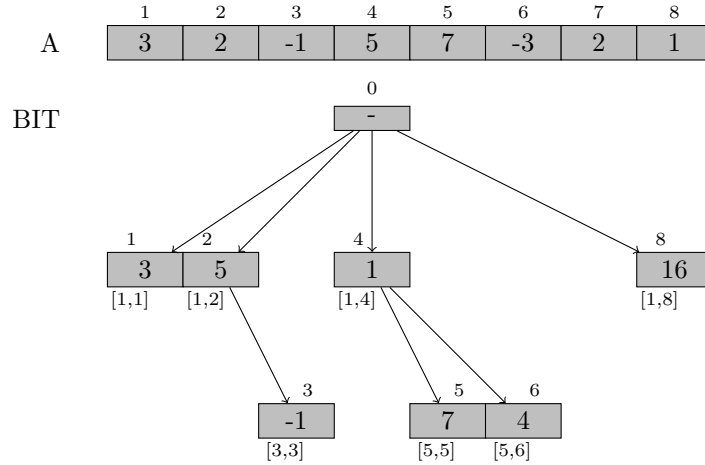 1 2 3 4 5 6 7 8
A 3 2 -1 5 7 -3 2 1
0
BIT -
1 2 4 8
3 5 1 16
[1,1] [1,2] [1,4] [1,8]
3 5 6
-1 7 4
[3,3] [5,5] [5,6]